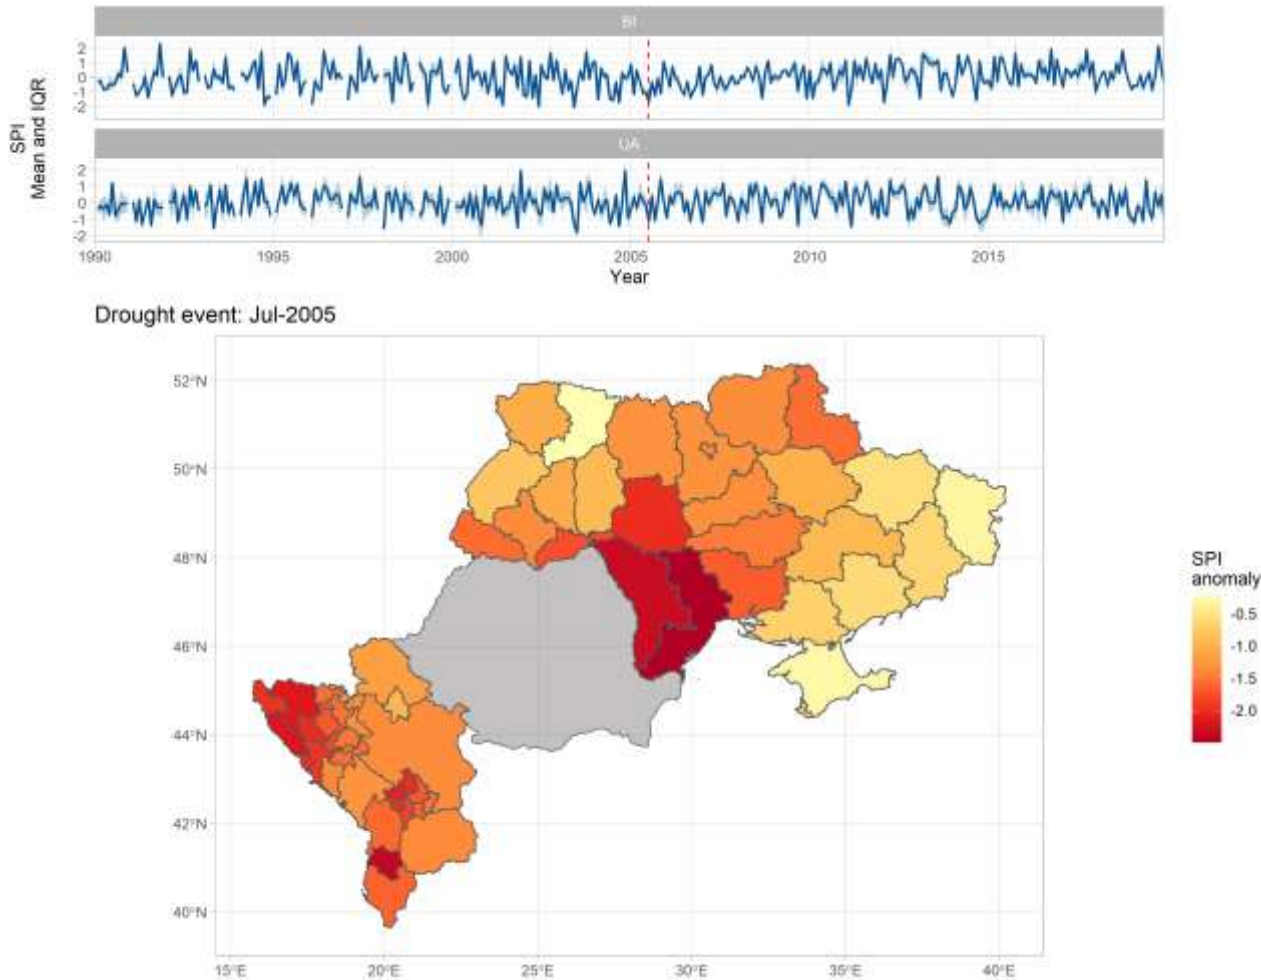 BI
2
1
0
-1
-2
UA
2
1
0
-1
-2
SPI
Mean and IQR
1990 1995 2000 2005 2010 2015
Year
Drought event: Jul-2005
52°N
50°N
48°N
46°N
44°N
42°N
40°N
15°E 20°E 25°E 30°E 35°E 40°E
SPI
anomaly
-0.5
-1.0
-1.5
-2.0